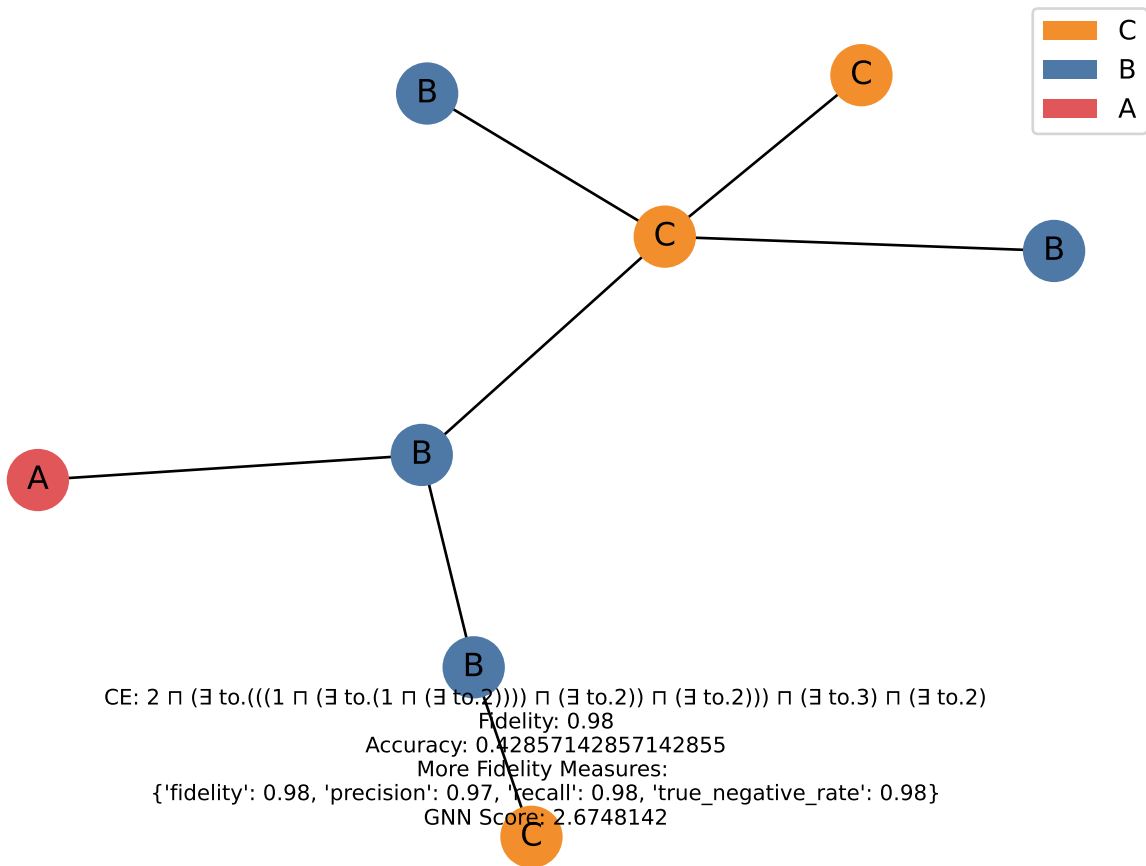 C
B
A
B
C
C
B
B
A
B
CE: 2 ⊓ (∃ to.(((1 ⊓ (∃ to.(1 ⊓ (∃ to.2)))) ⊓ (∃ to.2)) ⊓ (∃ to.2))) ⊓ (∃ to.3) ⊓ (∃ to.2)
Fidelity: 0.98
Accuracy: 0.42857142857142855
More Fidelity Measures:
{'fidelity': 0.98, 'precision': 0.97, 'recall': 0.98, 'true_negative_rate': 0.98}
GNN Score: 2.6748142
C